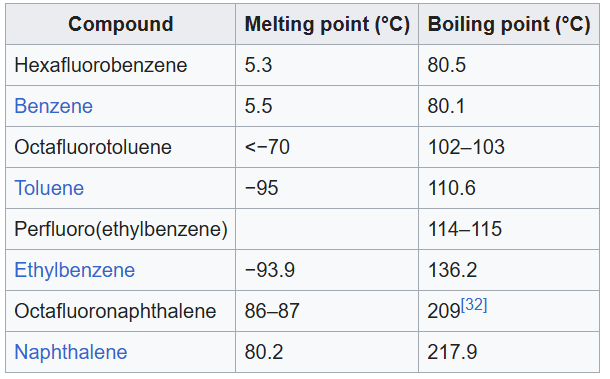 Compound Melting point (°C) Boiling point (°C)
Hexafluorobenzene 5.3 80.5
Benzene 5.5 80.1
Octafluorotoluene <−70 102–103
Toluene −95 110.6
Perfluoro(ethylbenzene) 114–115
Ethylbenzene −93.9 136.2
Octafluoronaphthalene 86–87 209[32]
Naphthalene 80.2 217.9